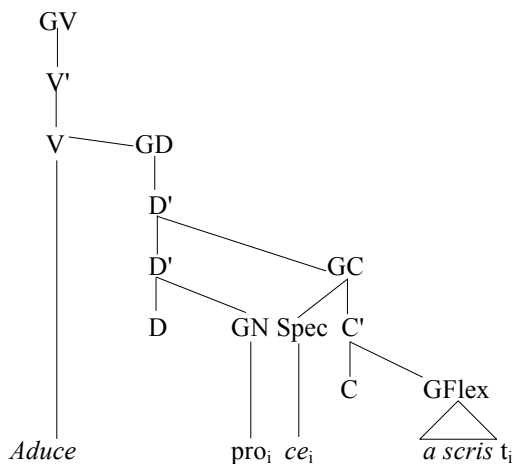 GV
V'
V GD
D'
D' GC
D GN Spec C'
C GFlex
Aduce proᵢ ceᵢ a scris tᵢ